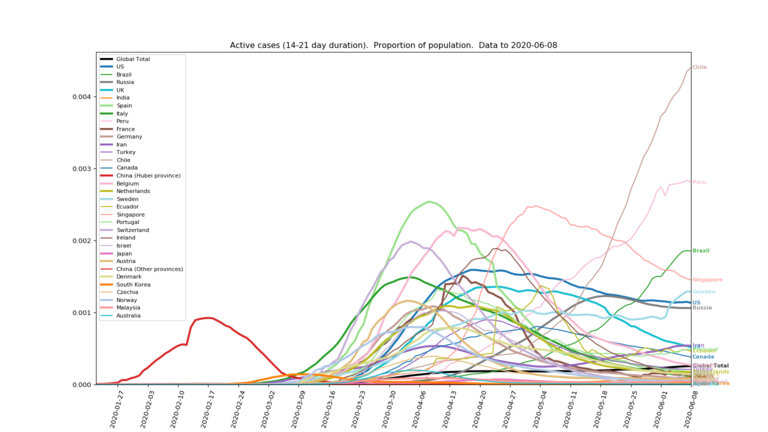 Active cases (14-21 day duration).  Proportion of population.  Data to 2020-06-08
Global Total
US
Brazil
Russia
UK
India
Spain
Italy
Peru
France
Germany
Iran
Turkey
Chile
Canada
China (Hubei province)
Belgium
Netherlands
Sweden
Ecuador
Singapore
Portugal
Switzerland
Ireland
Israel
Japan
Austria
China (Other provinces)
Denmark
South Korea
Czechia
Norway
Malaysia
Australia
0.004
0.003
0.002
0.001
0.000
Chile
Peru
Brazil
Singapore
Sweden
US
Russia
Iran
Canada
Global Total
2020-01-27
2020-02-03
2020-02-10
2020-02-17
2020-02-24
2020-03-02
2020-03-09
2020-03-16
2020-03-23
2020-03-30
2020-04-06
2020-04-13
2020-04-20
2020-04-27
2020-05-04
2020-05-11
2020-05-18
2020-05-25
2020-06-01
2020-06-08